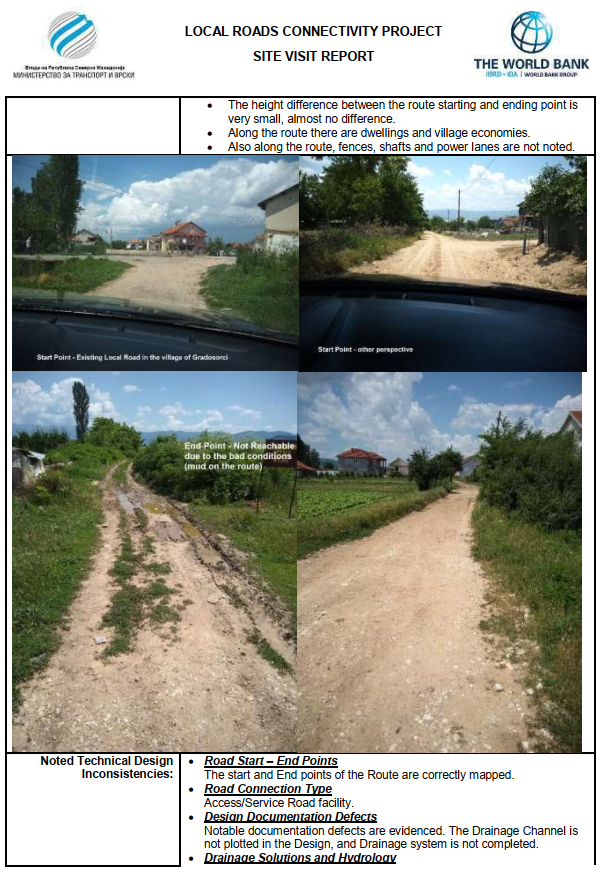 LOCAL ROADS CONNECTIVITY PROJECT
SITE VISIT REPORT
Влада на Република Северна Македонија
МИНИСТЕРСТВО ЗА ТРАНСПОРТ И ВРСКИ
THE WORLD BANK
IBRD • IDA | WORLD BANK GROUP
• The height difference between the route starting and ending point is
very small, almost no difference.
• Along the route there are dwellings and village economies.
• Also along the route, fences, shafts and power lanes are not noted.
Start Point - Existing Local Road in the village of Gradosorci
Start Point - other perspective
End Point - Not Reachable
due to the bad conditions
(mud on the route)
Noted Technical Design
Inconsistencies:
• Road Start – End Points
The start and End points of the Route are correctly mapped.
• Road Connection Type
Access/Service Road facility.
• Design Documentation Defects
Notable documentation defects are evidenced. The Drainage Channel is
not plotted in the Design, and Drainage system is not completed.
• Drainage Solutions and Hydrology